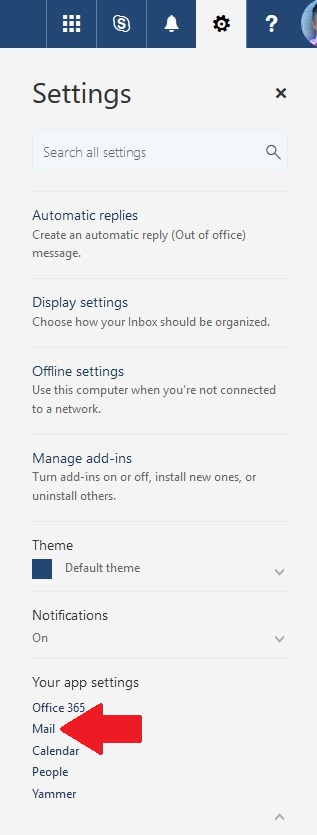 Settings
Search all settings
Automatic replies
Create an automatic reply (Out of office)
message.
Display settings
Choose how your Inbox should be organized.
Offline settings
Use this computer when you're not connected
to a network.
Manage add-ins
Turn add-ins on or off, install new ones, or
uninstall others.
Theme
Default theme
Notifications
On
Your app settings
Office 365
Mail
Calendar
People
Yammer